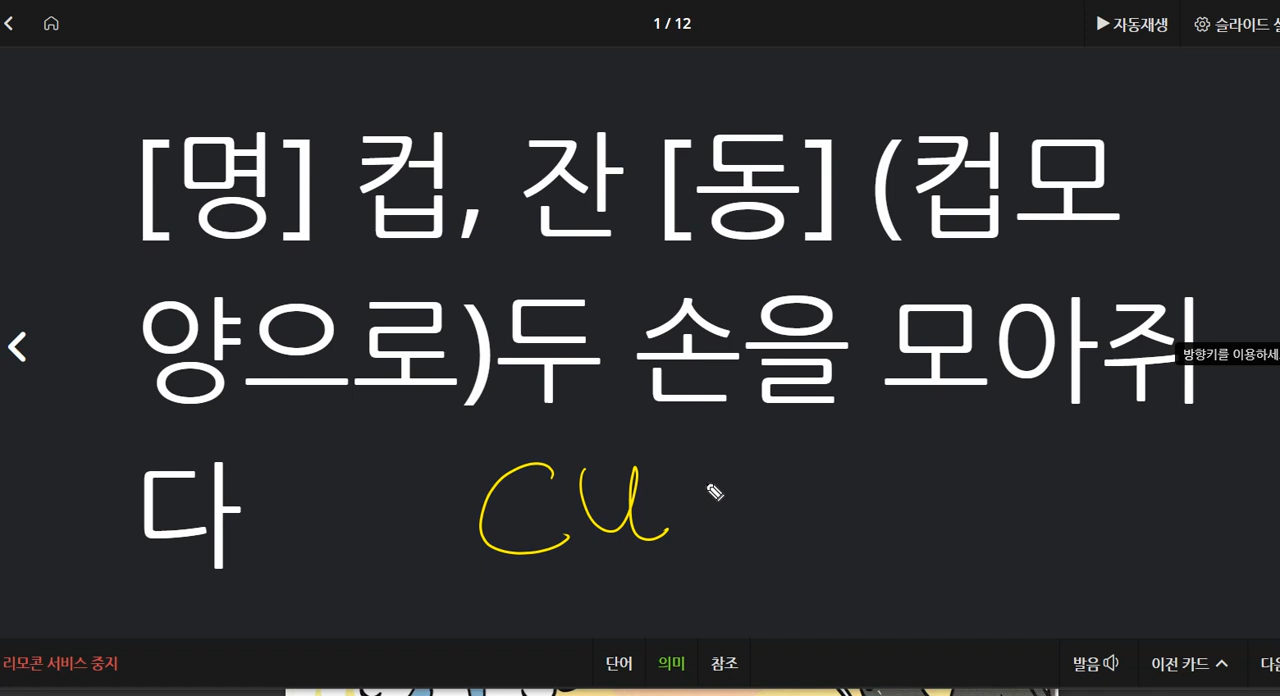 1 / 12
자동재생
슬라이드
[명] 컵, 잔 [동] (컵모
양으로)두 손을 모아쥐
다
방향키를 이용하세
cu
리모콘 서비스 중지
단어
의미
참조
발음
이전 카드